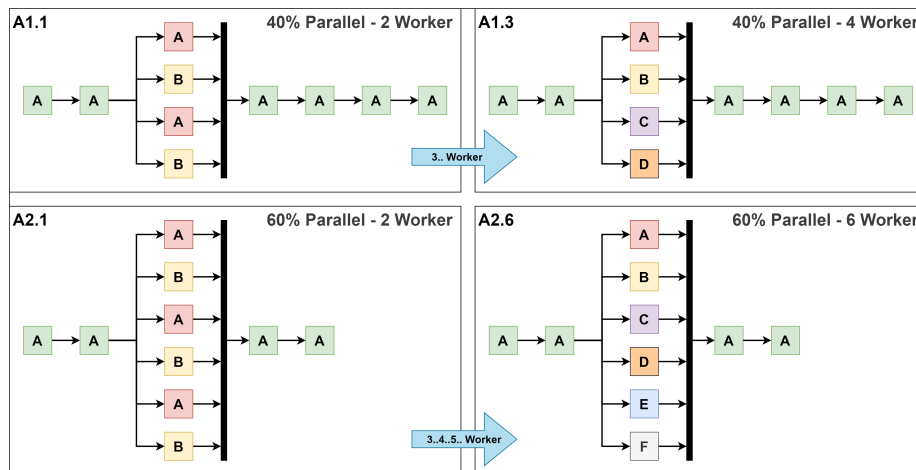 A1.1
40% Parallel - 2 Worker
A
B
A
B
A
A
A
A
A
A
A1.3
40% Parallel - 4 Worker
A
B
C
D
A
A
A
A
A
A
3.. Worker
A2.1
60% Parallel - 2 Worker
A
B
A
B
A
B
A
A
A
A
A2.6
60% Parallel - 6 Worker
A
B
C
D
E
F
A
A
A
A
3..4..5.. Worker